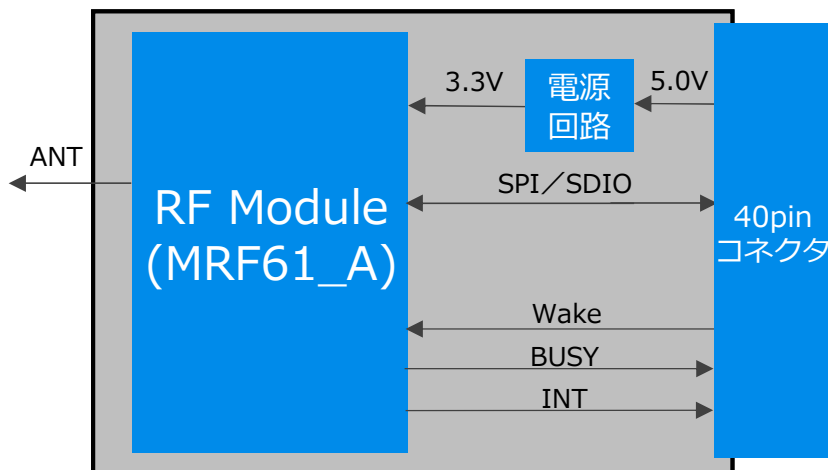 3.3V
電源
回路
5.0V
ANT
SPI／SDIO
RF Module
(MRF61_A)
40pin
コネクタ
Wake
BUSY
INT